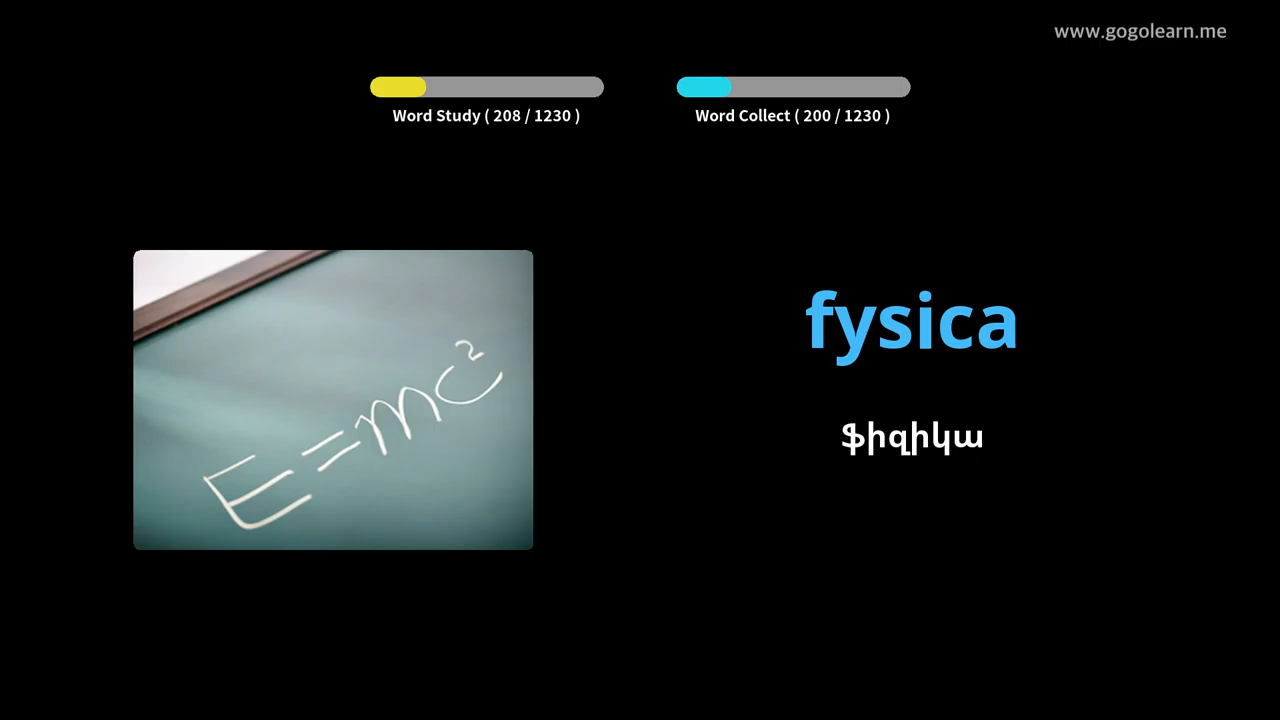 www.gogolearn.me
Word Study ( 208 / 1230 )
Word Collect ( 200 / 1230 )
E=mc²
fysica
ֆիզիկա